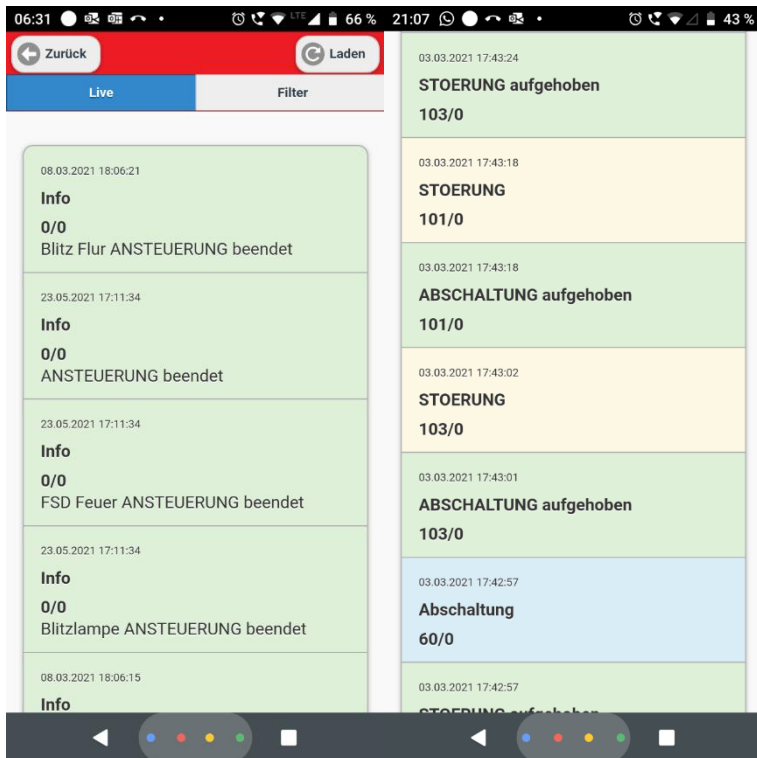 06:31
LTE
66 %
Zurück
Laden
Live
Filter
08.03.2021 18:06:21
Info
0/0
Blitz Flur ANSTEUERUNG beendet
23.05.2021 17:11:34
Info
0/0
ANSTEUERUNG beendet
23.05.2021 17:11:34
Info
0/0
FSD Feuer ANSTEUERUNG beendet
23.05.2021 17:11:34
Info
0/0
Blitzlampe ANSTEUERUNG beendet
08.03.2021 18:06:15
Info
21:07
43 %
03.03.2021 17:43:24
STOERUNG aufgehoben
103/0
03.03.2021 17:43:18
STOERUNG
101/0
03.03.2021 17:43:18
ABSCHALTUNG aufgehoben
101/0
03.03.2021 17:43:02
STOERUNG
103/0
03.03.2021 17:43:01
ABSCHALTUNG aufgehoben
103/0
03.03.2021 17:42:57
Abschaltung
60/0
03.03.2021 17:42:57
STOERUNG aufgehoben